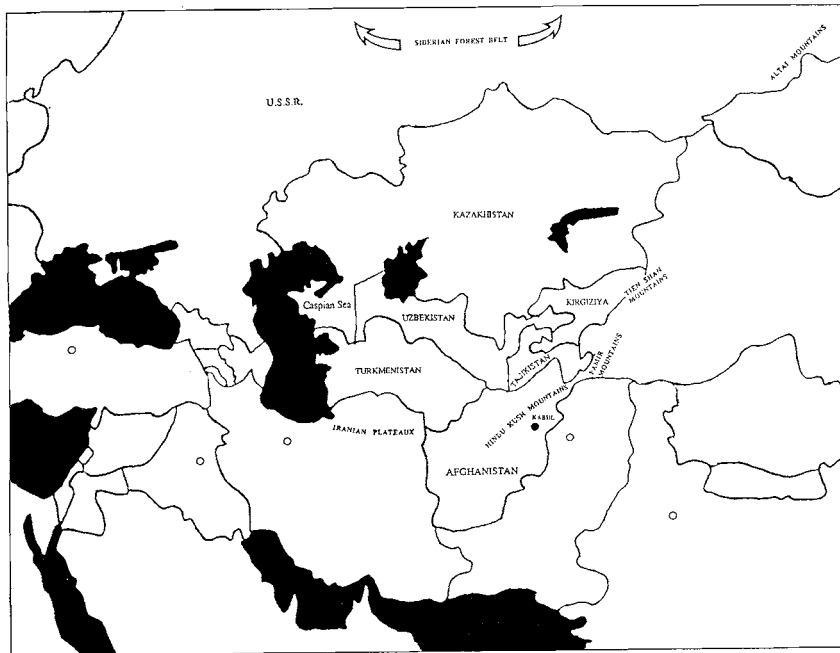 SIBERIAN FOREST BELT
ALTAI MOUNTAINS
U.S.S.R.
KAZAKHISTAN
TIEN SHAN
MOUNTAINS
Caspian Sea
KIRGIZIYA
UZBEKISTAN
TURKMENISTAN
TAJIKISTAN
PAMIR
MOUNTAINS
HINDU KUSH MOUNTAINS
KABUL
IRANIAN PLATEAUX
AFGHANISTAN